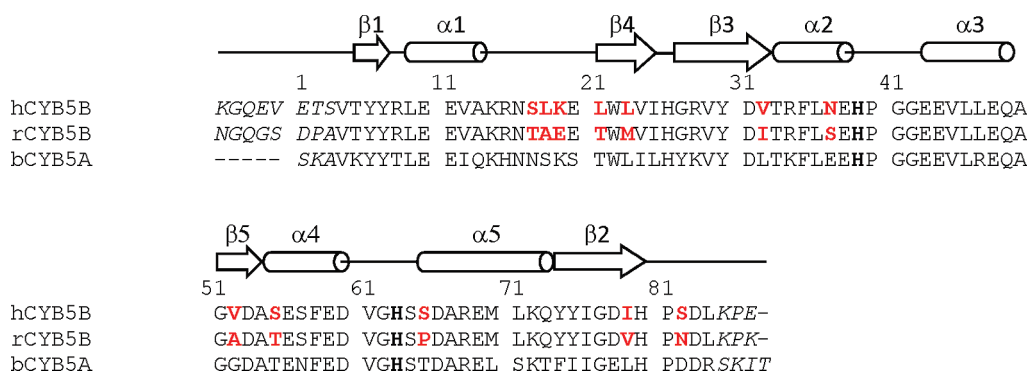 β1 α1 β4 β3 α2 α3
1 11 21 31 41
hCYB5B KGQEV ETSVTYYRLE EVAKRNSLKE LWLVIHGRVY DVTRFLNEHP GGEEVLLEQA
rCYB5B NGQGS DPAVTYYRLE EVAKRNTAEE TWMVIHGRVY DITRFLSEHP GGEEVLLEQA
bCYB5A ----- SKAVKYYTLE EIQKHNNSKS TWLILHYKVY DLTKFLEEHP GGEEVLREQA
β5 α4 α5 β2
51 61 71 81
hCYB5B GVDASESFED VGHSSDAREM LKQYYIGDIH PSDLKPE-
rCYB5B GADATESFED VGHSPDAREM LKQYYIGDVH PNDLKPK-
bCYB5A GGDATENFED VGHSTDAREL SKTFIIGELH PDDRSKIT